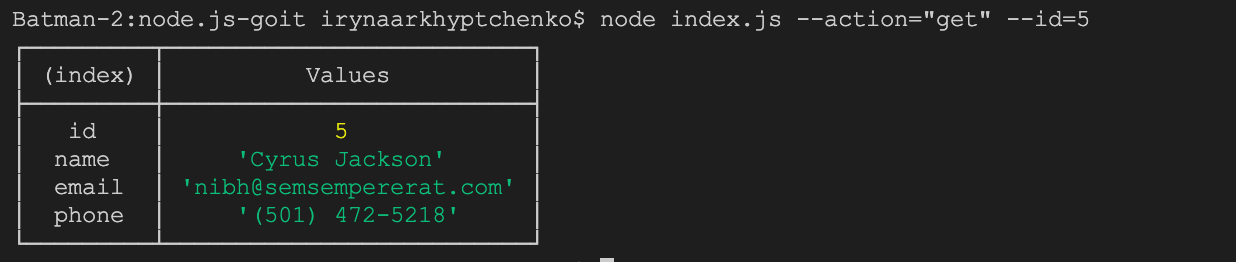 Batman-2:node.js-goit irynaarkhyptchenko$ node index.js --action="get" --id=5
(index) Values
id 5
name 'Cyrus Jackson'
email 'nibh@semsempererat.com'
phone '(501) 472-5218'